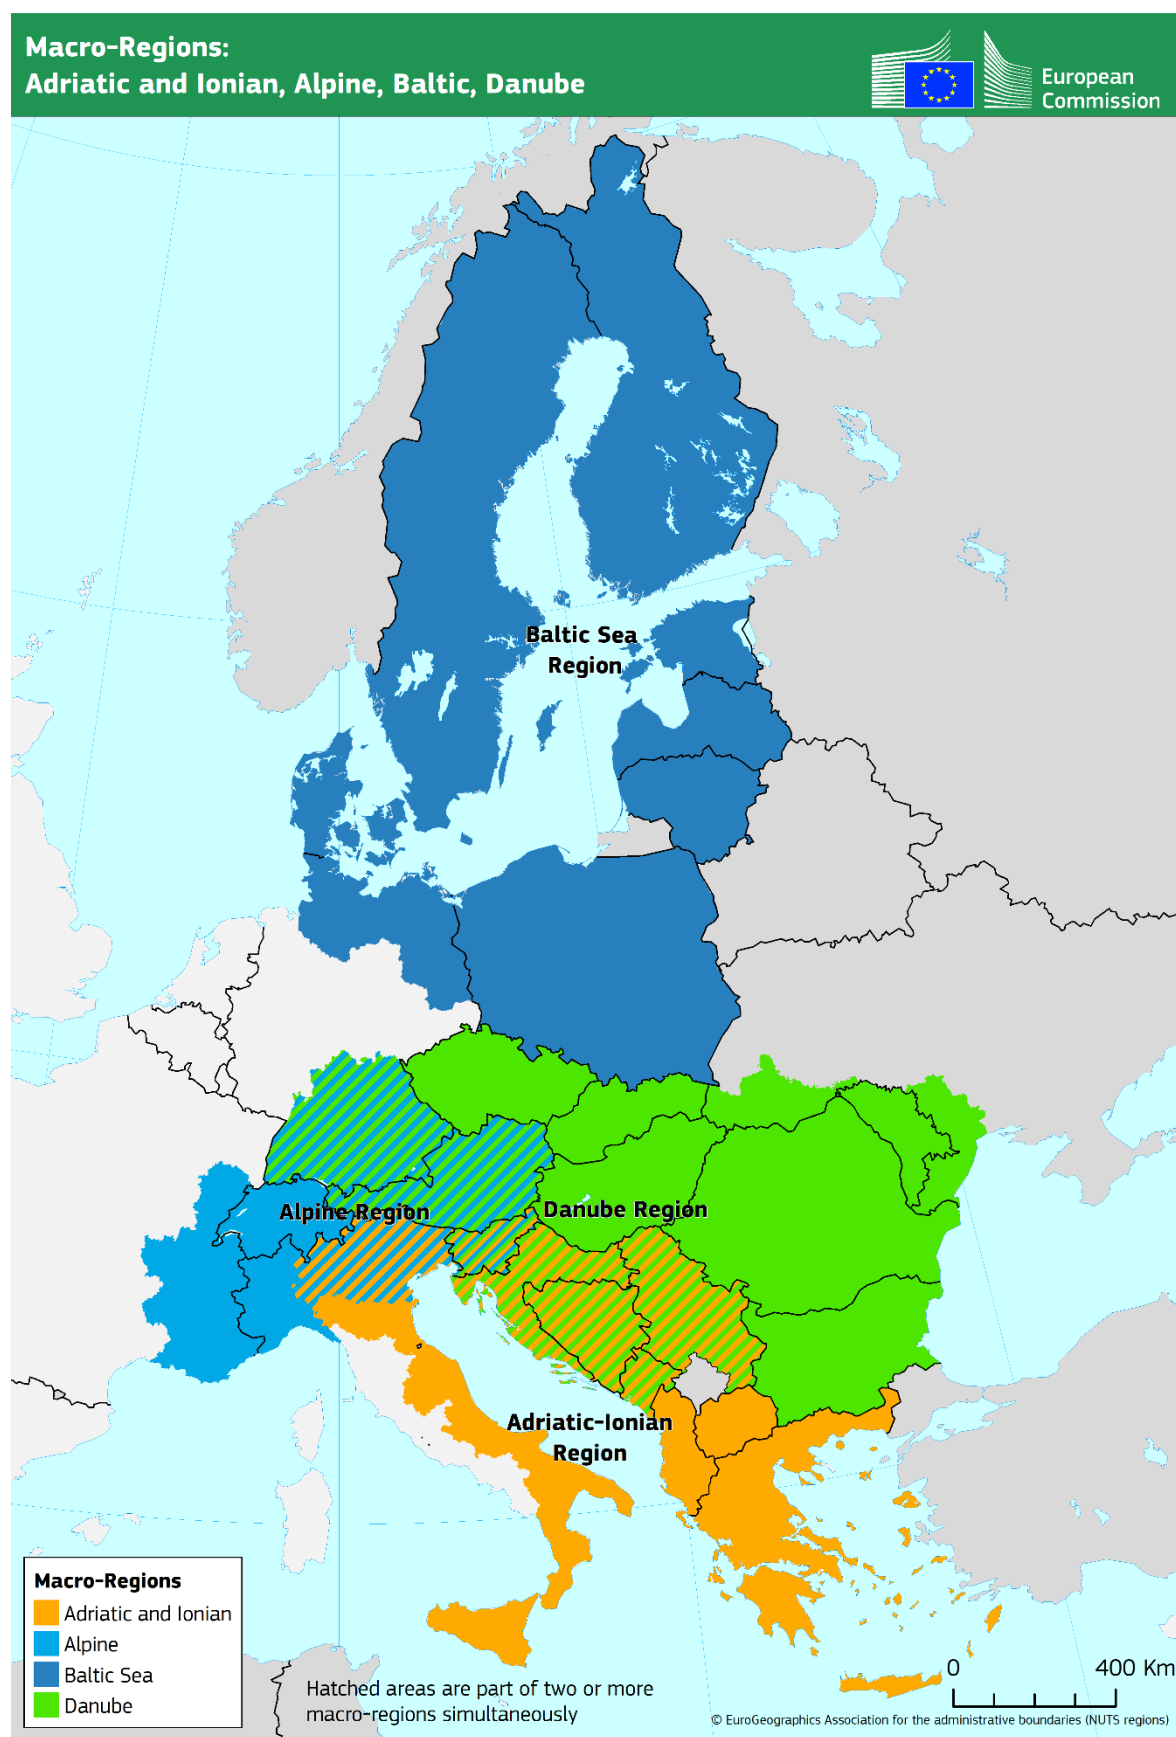 Macro-Regions:
Adriatic and Ionian, Alpine, Baltic, Danube
European
Commission
Baltic Sea
Region
Alpine Region
Danube Region
Adriatic-Ionian
Region
Macro-Regions
Adriatic and Ionian
Alpine
Baltic Sea
Danube
Hatched areas are part of two or more
macro-regions simultaneously
0 400 Km
© EuroGeographics Association for the administrative boundaries (NUTS regions)